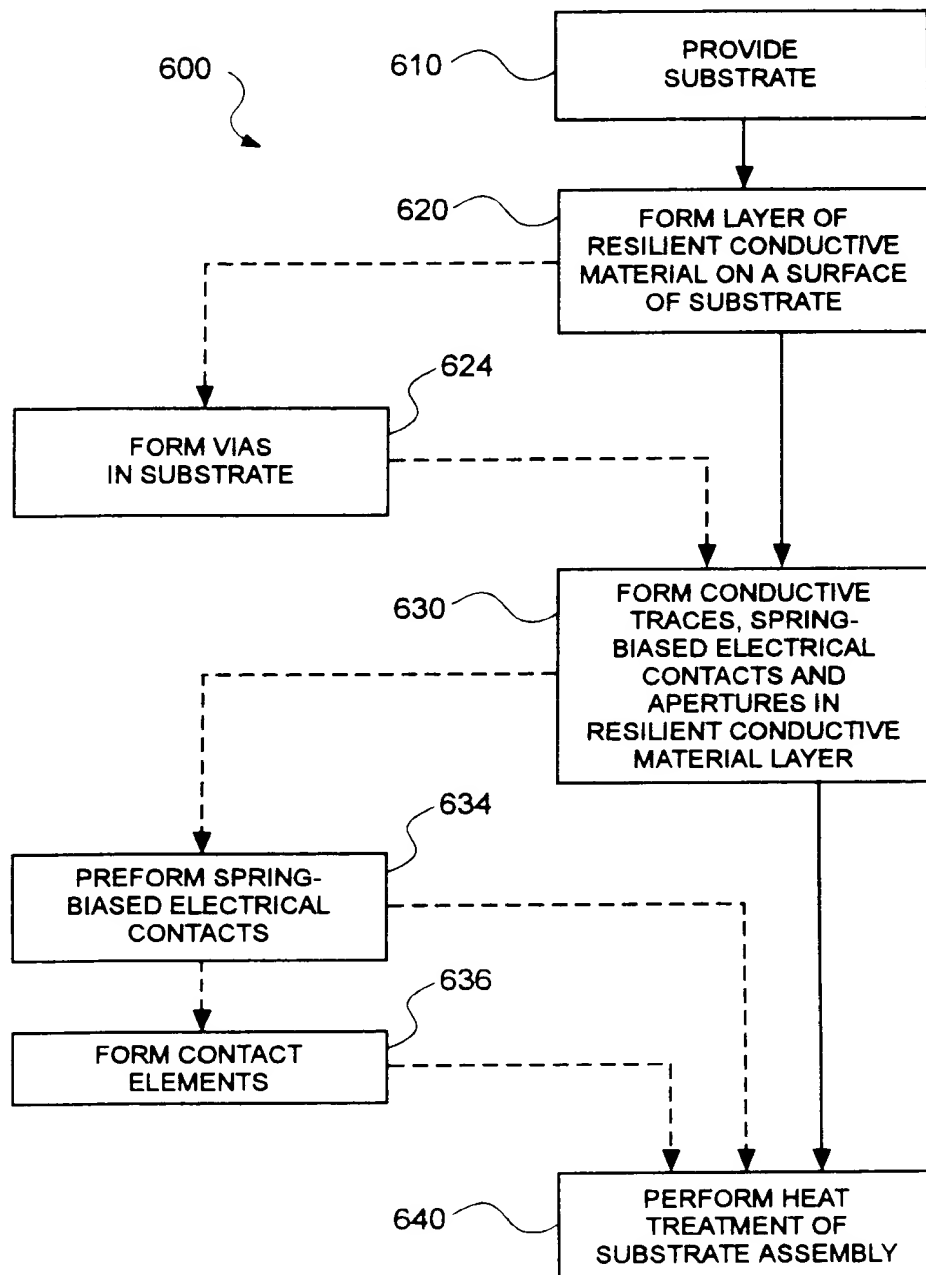 600
610
PROVIDE
SUBSTRATE
620
FORM LAYER OF
RESILIENT CONDUCTIVE
MATERIAL ON A SURFACE
OF SUBSTRATE
624
FORM VIAS
IN SUBSTRATE
630
FORM CONDUCTIVE
TRACES, SPRING-
BIASED ELECTRICAL
CONTACTS AND
APERTURES IN
RESILIENT CONDUCTIVE
MATERIAL LAYER
634
PREFORM SPRING-
BIASED ELECTRICAL
CONTACTS
636
FORM CONTACT
ELEMENTS
640
PERFORM HEAT
TREATMENT OF
SUBSTRATE ASSEMBLY